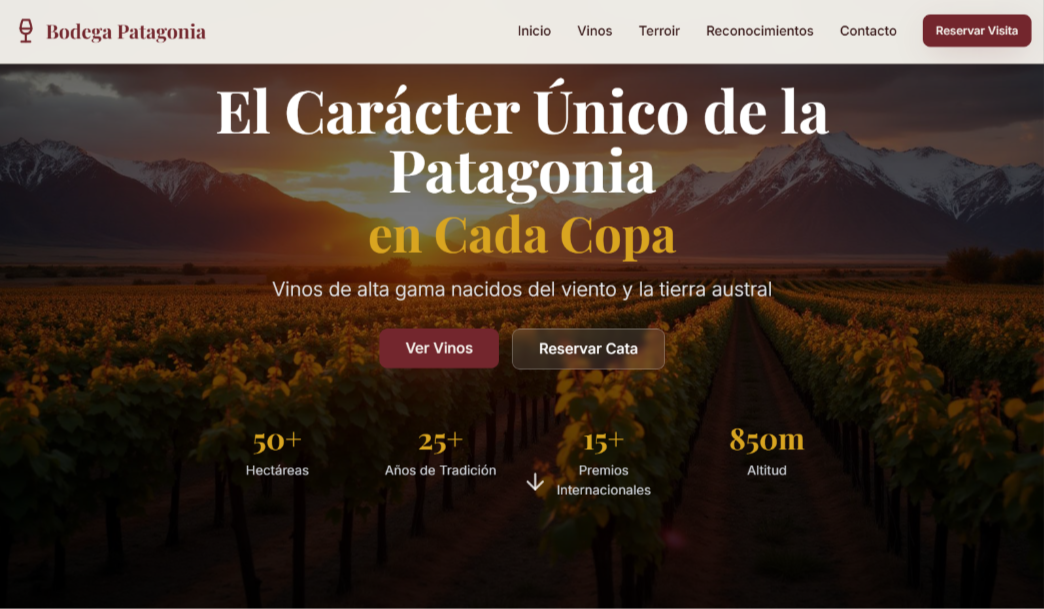 Bodega Patagonia
Inicio
Vinos
Terroir
Reconocimientos
Contacto
Reservar Visita
El Carácter Único de la
Patagonia
en Cada Copa
Vinos de alta gama nacidos del viento y la tierra austral
Ver Vinos
Reservar Cata
50+
Hectáreas
25+
Años de Tradición
15+
Premios
Internacionales
850m
Altitud